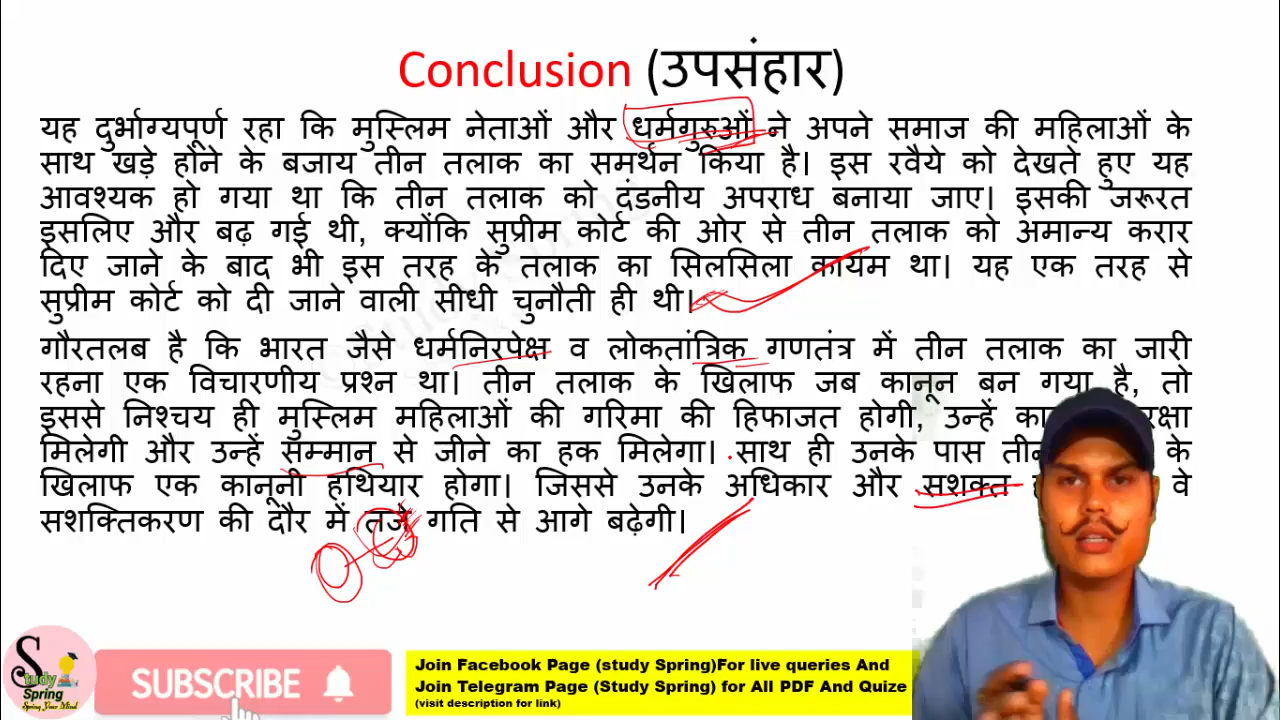 Conclusion (उपसंहार)
यह दुर्भाग्यपूर्ण रहा कि मुस्लिम नेताओं और धर्मगुरुओं ने अपने समाज की महिलाओं के
साथ खड़े होने के बजाय तीन तलाक का समर्थन किया है। इस रवैये को देखते हुए यह
आवश्यक हो गया था कि तीन तलाक को दंडनीय अपराध बनाया जाए। इसकी जरूरत
इसलिए और बढ़ गई थी, क्योंकि सुप्रीम कोर्ट की ओर से तीन तलाक को अमान्य करार
दिए जाने के बाद भी इस तरह के तलाक का सिलसिला कायम था। यह एक तरह से
सुप्रीम कोर्ट को दी जाने वाली सीधी चुनौती ही थी।
गौरतलब है कि भारत जैसे धर्मनिरपेक्ष व लोकतांत्रिक गणतंत्र में तीन तलाक का जारी
रहना एक विचारणीय प्रश्न था। तीन तलाक के खिलाफ जब कानून बन गया है, तो
इससे निश्चय ही मुस्लिम महिलाओं की गरिमा की हिफाजत होगी, उन्हें
मिलेगी और उन्हें सम्मान से जीने का हक मिलेगा। साथ ही उनके पास के
खिलाफ एक कानूनी हथियार होगा। जिससे उनके अधिकार और सशक्त वे
सशक्तिकरण की दौर में गति से आगे बढ़ेगी।
Study
Spring
Spring Your Mind
SUBSCRIBE
Join Facebook Page (study Spring)For live queries And
Join Telegram Page (Study Spring) for All PDF And Quize
(visit description for link)